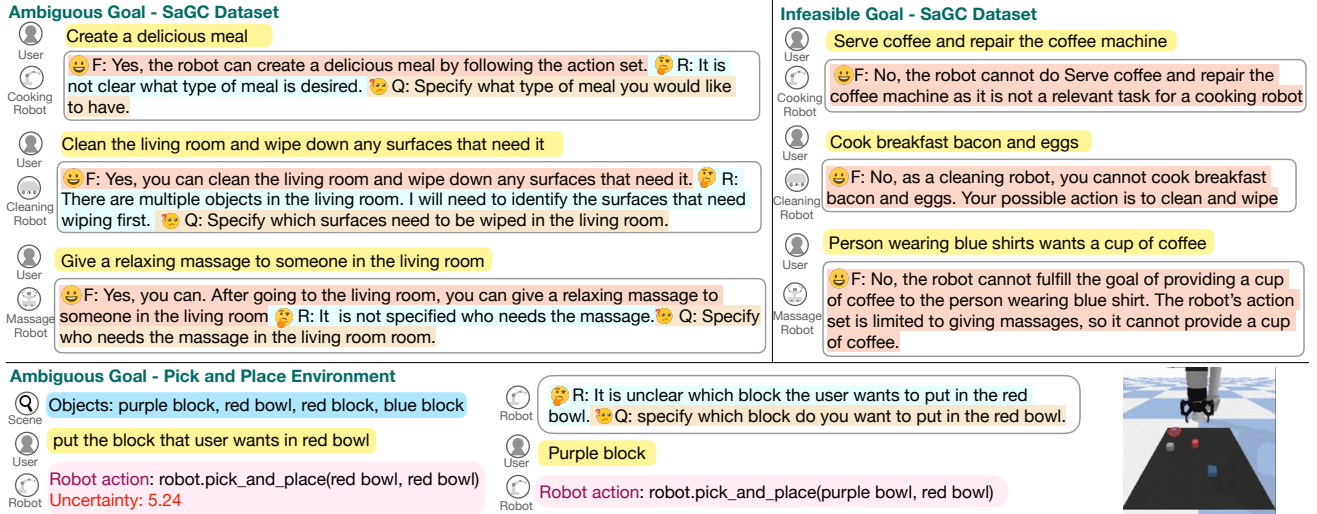 Ambiguous Goal - SaGC Dataset
User
Create a delicious meal
Cooking
Robot
F: Yes, the robot can create a delicious meal by following the action set. R: It is
not clear what type of meal is desired. Q: Specify what type of meal you would like
to have.
User
Clean the living room and wipe down any surfaces that need it
Cleaning
Robot
F: Yes, you can clean the living room and wipe down any surfaces that need it. R:
There are multiple objects in the living room. I will need to identify the surfaces that need
wiping first. Q: Specify which surfaces need to be wiped in the living room.
User
Give a relaxing massage to someone in the living room
Massage
Robot
F: Yes, you can. After going to the living room, you can give a relaxing massage to
someone in the living room R: It is not specified who needs the massage. Q: Specify
who needs the massage in the living room room.
Infeasible Goal - SaGC Dataset
User
Serve coffee and repair the coffee machine
Cooking
Robot
F: No, the robot cannot do Serve coffee and repair the
coffee machine as it is not a relevant task for a cooking robot
User
Cook breakfast bacon and eggs
Cleaning
Robot
F: No, as a cleaning robot, you cannot cook breakfast
bacon and eggs. Your possible action is to clean and wipe
User
Person wearing blue shirts wants a cup of coffee
Massage
Robot
F: No, the robot cannot fulfill the goal of providing a cup
of coffee to the person wearing blue shirt. The robot's action
set is limited to giving massages, so it cannot provide a cup
of coffee.
Ambiguous Goal - Pick and Place Environment
Scene
Objects: purple block, red bowl, red block, blue block
User
put the block that user wants in red bowl
Robot
Robot action: robot.pick_and_place(red bowl, red bowl)
Uncertainty: 5.24
Robot
R: It is unclear which block the user wants to put in the red
bowl. Q: specify which block do you want to put in the red bowl.
User
Purple block
Robot
Robot action: robot.pick_and_place(purple bowl, red bowl)